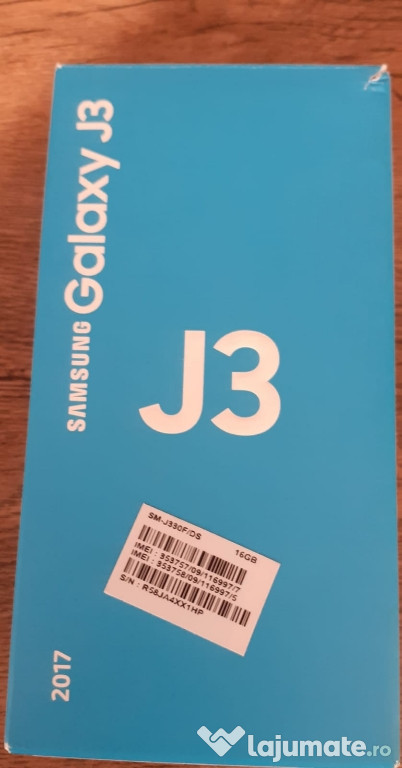 SAMSUNG Galaxy J3
J3
SM-J330F/DS 16GB
IMEI : 353757/09/116997/7
IMEI : 353758/09/116997/5
S/N : R58JA4XX1HP
2017
lajumate.ro